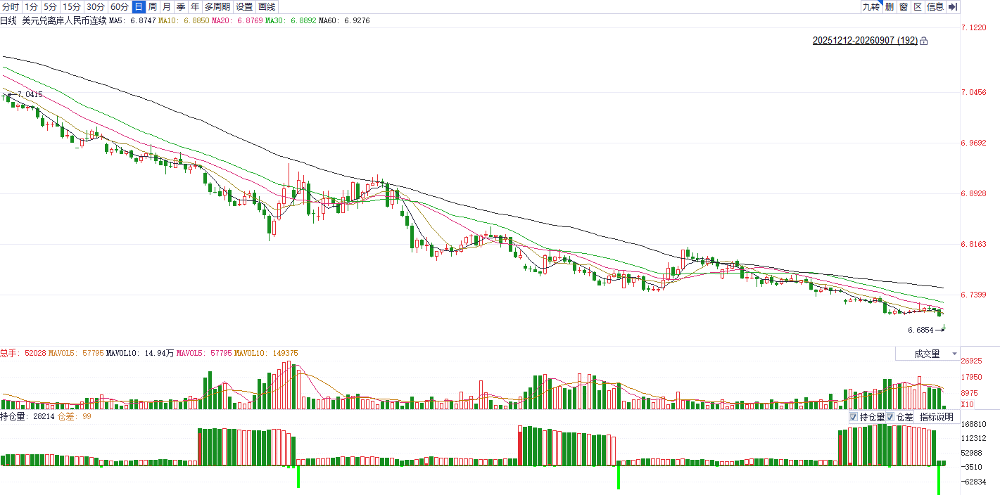 分时 1分 5分 15分 30分 60分 日 周 月 季 年 多周期 设置 画线 九转 删 窗 区 信息
日线 美元兑离岸人民币连续 MA5: 6.8747 MA10: 6.8850 MA20: 6.8769 MA30: 6.8892 MA60: 6.9276
7.1220
20251212-20260907 (192)
7.0415
7.0456
6.9692
6.8928
6.8163
6.7399
6.6854
总手: 52028 MAVOL5: 57795 MAVOL10: 14.94万 MAVOL5: 57795 MAVOL10: 149375
成交量
26925
17950
8975
X10
持仓量: 28214 仓差: 99
持仓量 仓差 指标说明
168810
112312
52988
-3510
-62834